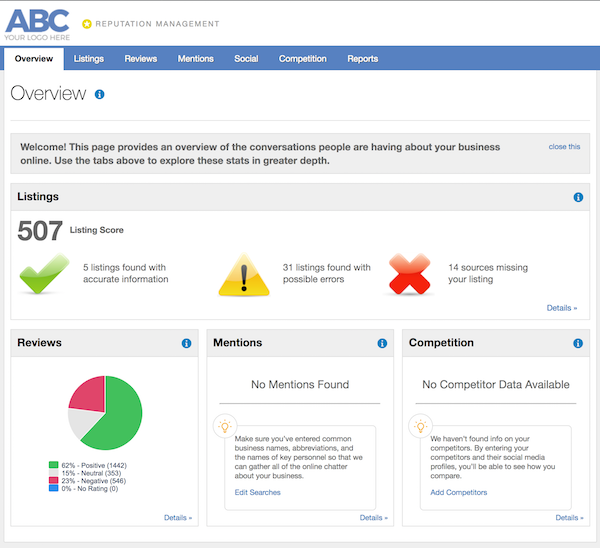 ABC
YOUR LOGO HERE
REPUTATION MANAGEMENT
Overview Listings Reviews Mentions Social Competition Reports
Overview
Welcome! This page provides an overview of the conversations people are having about your business
online. Use the tabs above to explore these stats in greater depth.
close this
Listings
507 Listing Score
5 listings found with
accurate information
31 listings found with
possible errors
14 sources missing
your listing
Details »
Reviews
62% - Positive (1442)
15% - Neutral (353)
23% - Negative (546)
0% - No Rating (0)
Details »
Mentions
No Mentions Found
Make sure you've entered common
business names, abbreviations, and
the names of key personnel so that we
can gather all of the online chatter
about your business.
Edit Searches
Details »
Competition
No Competitor Data Available
We haven't found info on your
competitors. By entering your
competitors and their social media
profiles, you'll be able to see how you
compare.
Add Competitors
Details »